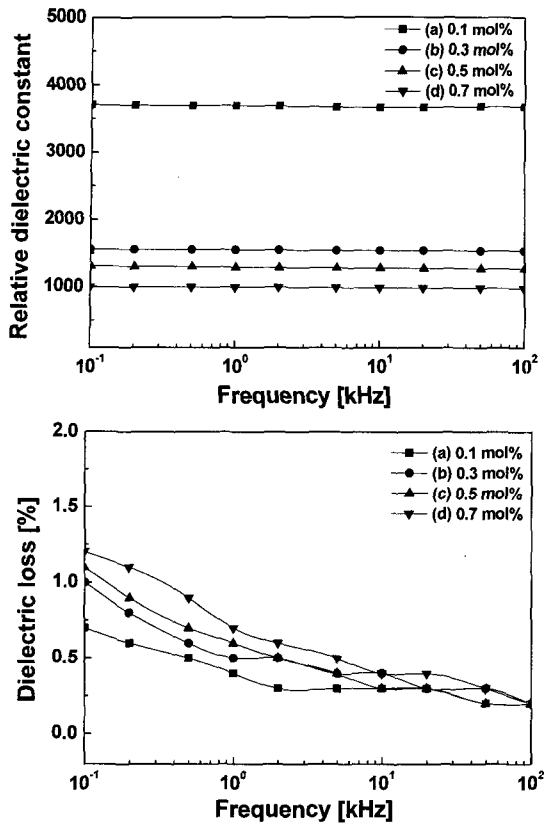 5000
4000
3000
2000
1000
Relative dielectric constant
(a) 0.1 mol%
(b) 0.3 mol%
(c) 0.5 mol%
(d) 0.7 mol%
10⁻¹ 10⁰ 10¹ 10²
Frequency [kHz]
2.0
1.5
1.0
0.5
0.0
Dielectric loss [%]
(a) 0.1 mol%
(b) 0.3 mol%
(c) 0.5 mol%
(d) 0.7 mol%
10⁻¹ 10⁰ 10¹ 10²
Frequency [kHz]